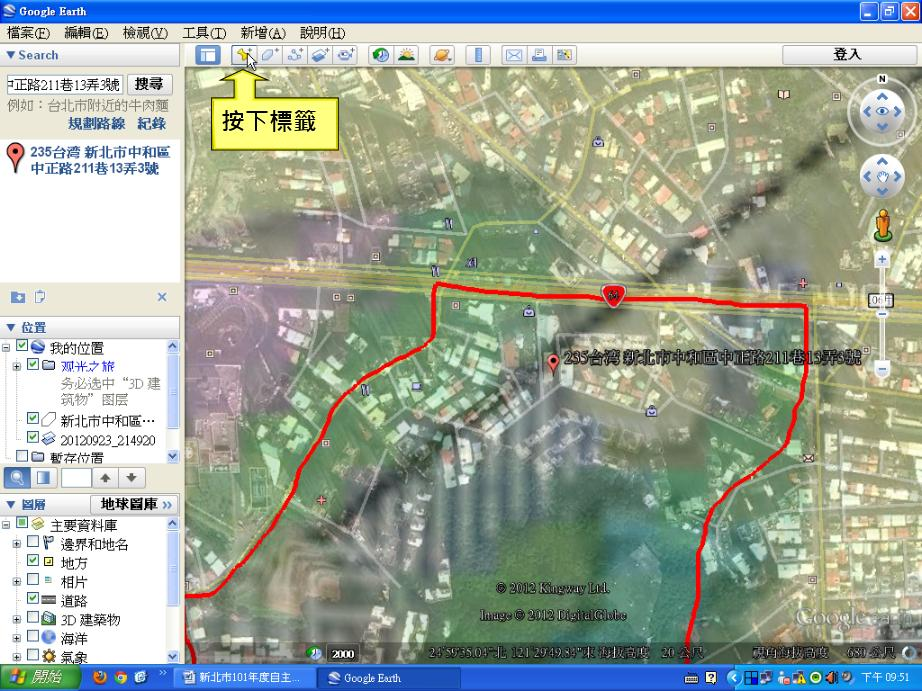 Google Earth
檔案(F) 編輯(E) 檢視(V) 工具(T) 新增(A) 說明(H)
Search
登入
中正路211巷13弄3號 搜尋
例如：台北市附近的牛肉麵
規劃路線 紀錄
235台湾 新北市中和區
中正路211巷13弄3號
按下標籤
N
64
235台湾 新北市中和區中正路211巷13弄3號
位置
我的位置
观光之旅
务必选中“3D 建
筑物”图层
新北市中和區…
20120923_214920
暫存位置
圖層 地球圖庫 »
主要資料庫
邊界和地名
地方
相片
道路
3D 建築物
海洋
氣象
© 2012 Kingway Ltd.
Image © 2012 DigitalGlobe
Google earth
2000 24°59'35.04"北 121°29'49.84"東 海拔高度 20 公尺 視角海拔高度 680 公尺
開始 新北市101年度自主... Google Earth 下午 09:51